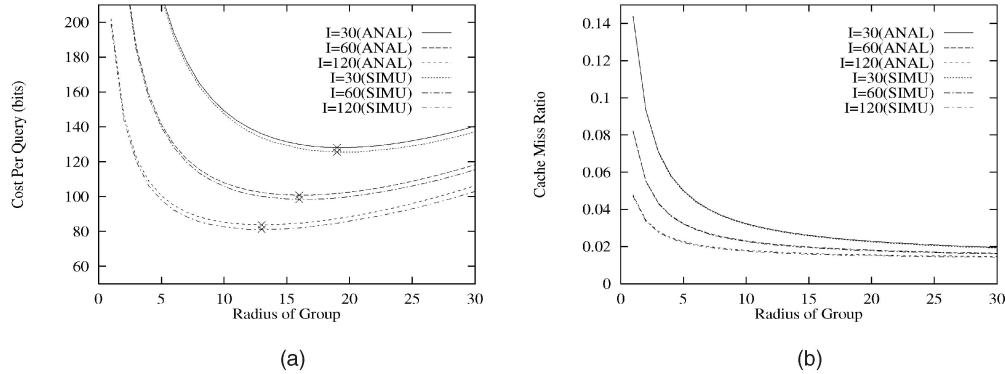 200
180
160
140
120
100
80
60
Cost Per Query (bits)
I=30(ANAL)
I=60(ANAL)
I=120(ANAL)
I=30(SIMU)
I=60(SIMU)
I=120(SIMU)
0 5 10 15 20 25 30
Radius of Group
(a)
0.14
0.12
0.1
0.08
0.06
0.04
0.02
0
Cache Miss Ratio
I=30(ANAL)
I=60(ANAL)
I=120(ANAL)
I=30(SIMU)
I=60(SIMU)
I=120(SIMU)
0 5 10 15 20 25 30
Radius of Group
(b)